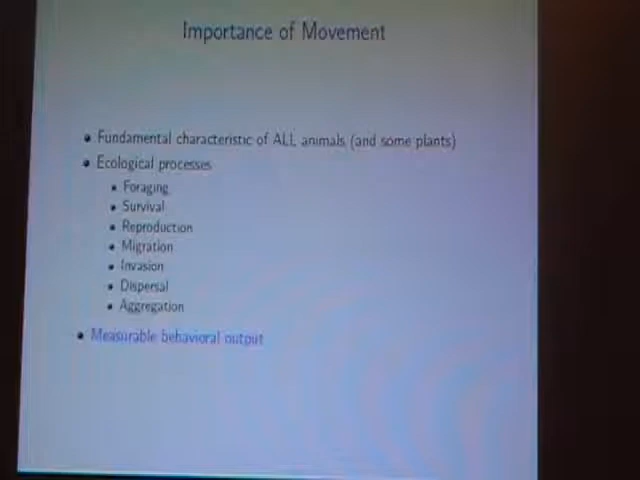 Importance of Movement
Fundamental characteristic of ALL animals (and some plants)
Ecological processes
Foraging
Survival
Reproduction
Migration
Invasion
Dispersal
Aggregation
Measurable behavioral output